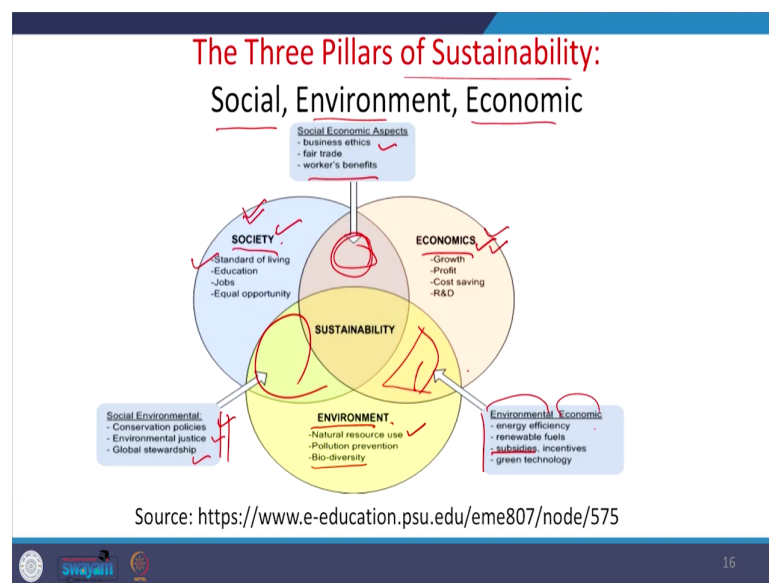 The Three Pillars of Sustainability:
Social, Environment, Economic
Social Economic Aspects
- business ethics
- fair trade
- worker's benefits
SOCIETY
-Standard of living
-Education
-Jobs
-Equal opportunity
ECONOMICS
-Growth
-Profit
-Cost saving
-R&D
SUSTAINABILITY
Social Environmental:
- Conservation policies
- Environmental justice
- Global stewardship
ENVIRONMENT
-Natural resource use
-Pollution prevention
-Bio-diversity
Environmental Economic
- energy efficiency
- renewable fuels
- subsidies, incentives
- green technology
Source: https://www.e-education.psu.edu/eme807/node/575
swayam
16